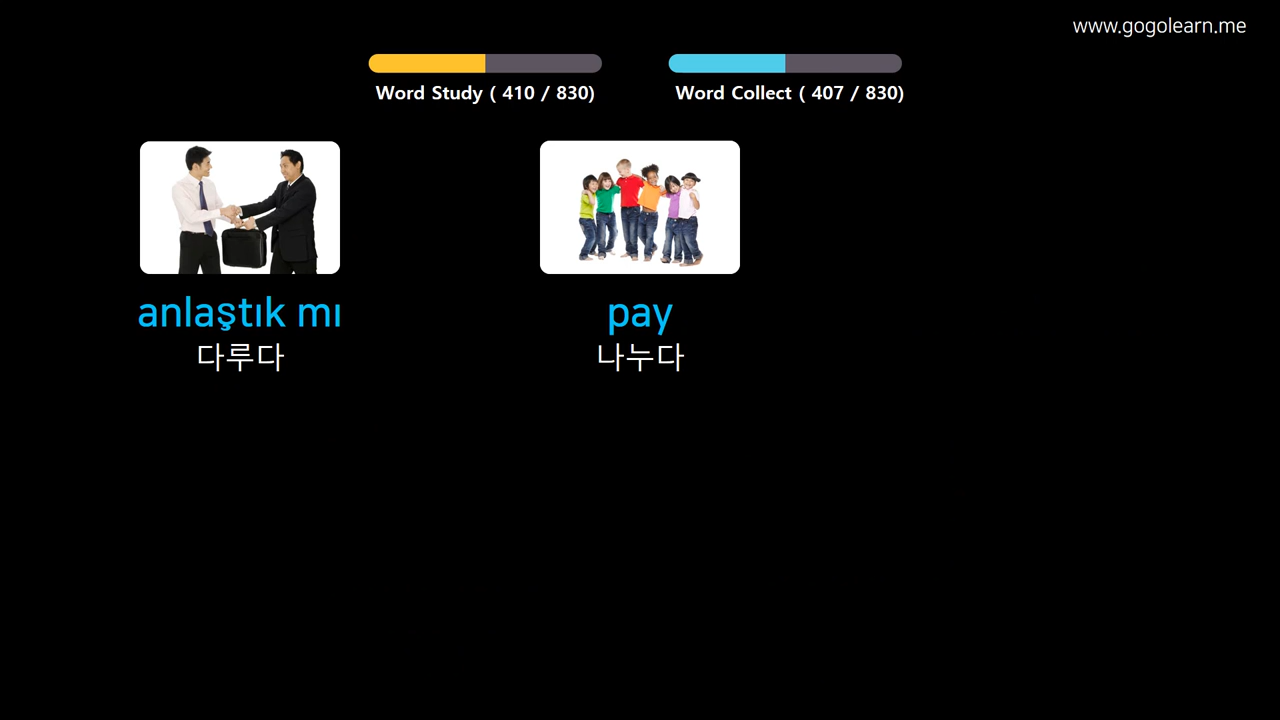 www.gogolearn.me
Word Study ( 410 / 830)
Word Collect ( 407 / 830)
anlaştık mı
다루다
pay
나누다